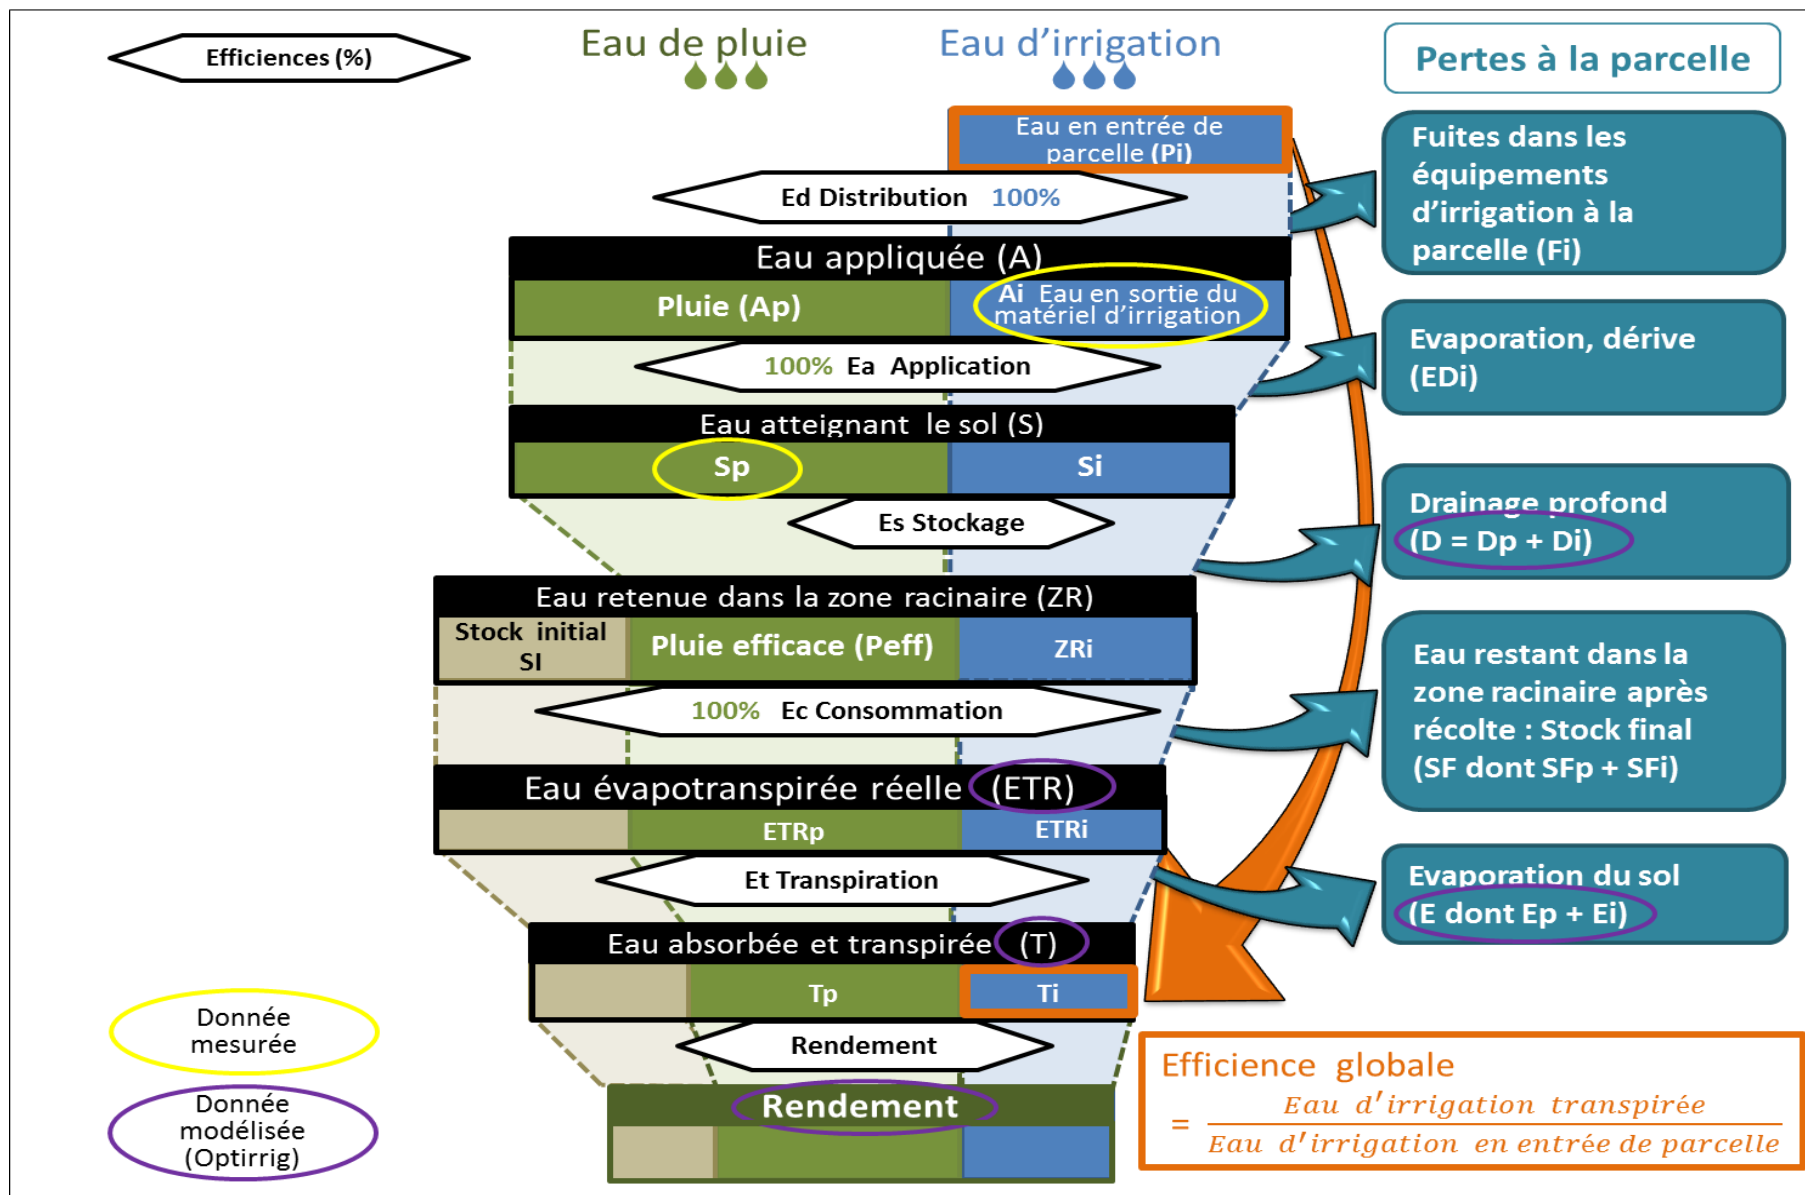 Efficiences (%)
Eau de pluie
Eau d’irrigation
Pertes à la parcelle
Eau en entrée de
parcelle (Pi)
Fuites dans les
équipements
d’irrigation à la
parcelle (Fi)
Ed Distribution 100%
Eau appliquée (A)
Pluie (Ap)
Ai Eau en sortie du
matériel d’irrigation
Evaporation, dérive
(EDi)
100% Ea Application
Eau atteignant le sol (S)
Sp
Si
Drainage profond
(D = Dp + Di)
Es Stockage
Eau retenue dans la zone racinaire (ZR)
Stock initial
SI
Pluie efficace (Peff)
ZRi
Eau restant dans la
zone racinaire après
récolte : Stock final
(SF dont SFp + SFi)
100% Ec Consommation
Eau évapotranspirée réelle (ETR)
ETRp
ETRi
Evaporation du sol
(E dont Ep + Ei)
Et Transpiration
Eau absorbée et transpirée (T)
Tp
Ti
Donnée
mesurée
Rendement
Efficience globale
= Eau d'irrigation transpirée
Eau d'irrigation en entrée de parcelle
Rendement
Donnée
modélisée
(Optirrig)